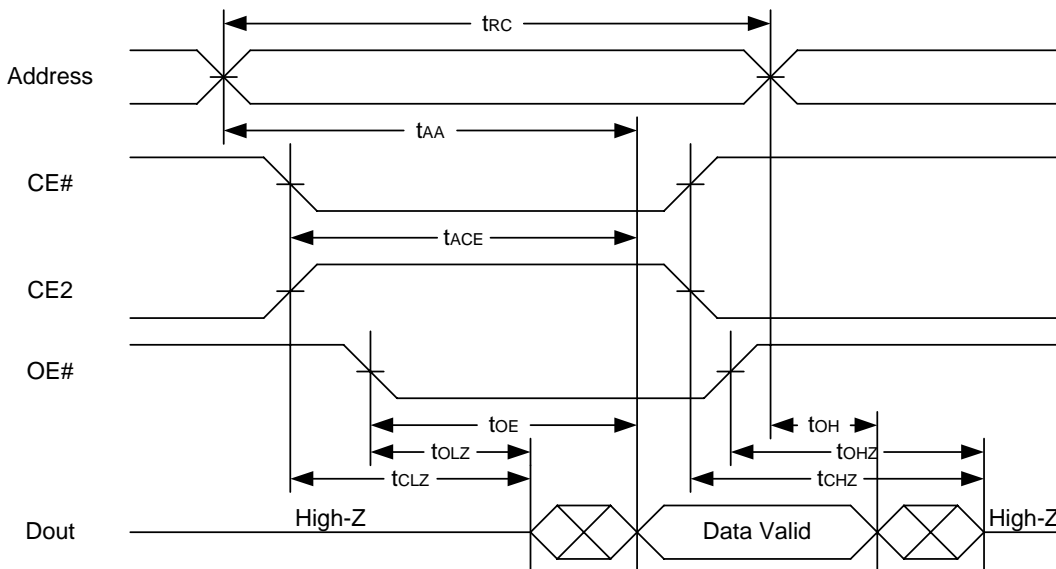 tRC
Address
tAA
CE#
tACE
CE2
OE#
tOE
tOH
tOLZ
tOHZ
tCLZ
tCHZ
High-Z
Data Valid
High-Z
Dout